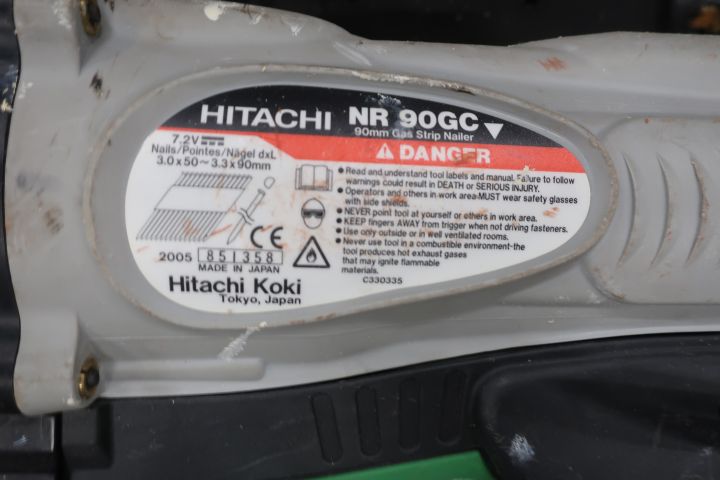 HITACHI NR 90GC
90mm Gas Strip Nailer
DANGER
7.2V
Nails/Pointes/Nägel dxL
3.0x50~3.3x90mm
• Read and understand tool labels and manual. Failure to follow
warnings could result in DEATH or SERIOUS INJURY.
• Operators and others in work area MUST wear safety glasses
with side shields.
• NEVER point tool at yourself or others in work area.
• KEEP fingers AWAY from trigger when not driving fasteners.
• Use only outside or in well ventilated rooms.
• Never use tool in a combustible environment-the
tool produces hot exhaust gases
that may ignite flammable
materials.
C330335
CE
2005 851358
MADE IN JAPAN
Hitachi Koki
Tokyo, Japan